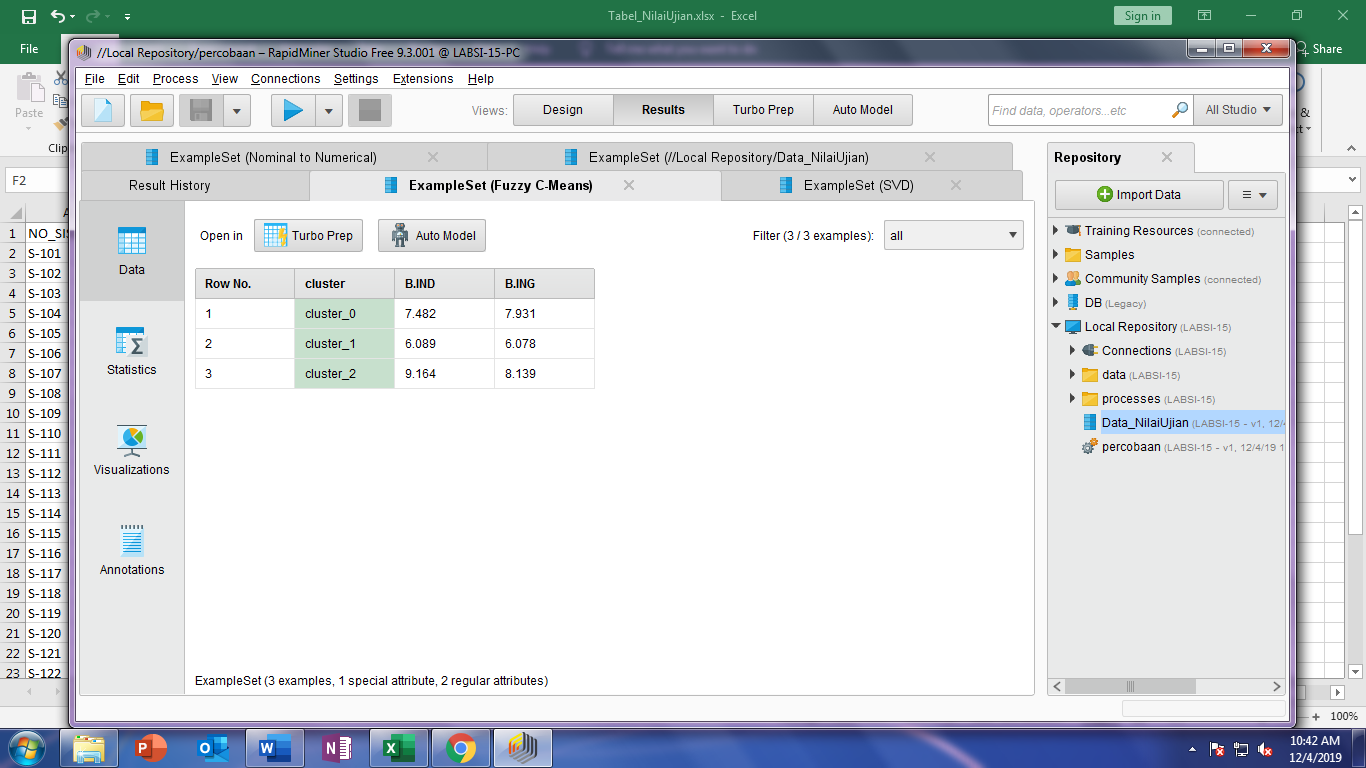 Tabel_NilaiUjian.xlsx - Excel
Sign in
File
Tell me what you want to do
Share
Paste
F2
//Local Repository/percobaan – RapidMiner Studio Free 9.3.001 @ LABSI-15-PC
File Edit Process View Connections Settings Extensions Help
Views: Design Results Turbo Prep Auto Model
Find data, operators...etc
All Studio
ExampleSet (Nominal to Numerical)
ExampleSet (//Local Repository/Data_NilaiUjian)
Result History
ExampleSet (Fuzzy C-Means)
ExampleSet (SVD)
Data
Statistics
Visualizations
Annotations
Open in Turbo Prep Auto Model
Filter (3 / 3 examples): all
Row No. cluster B.IND B.ING
1 cluster_0 7.482 7.931
2 cluster_1 6.089 6.078
3 cluster_2 9.164 8.139
ExampleSet (3 examples, 1 special attribute, 2 regular attributes)
Repository
Import Data
Training Resources (connected)
Samples
Community Samples (connected)
DB (Legacy)
Local Repository (LABSI-15)
Connections (LABSI-15)
data (LABSI-15)
processes (LABSI-15)
Data_NilaiUjian (LABSI-15 - v1, 12/4
percobaan (LABSI-15 - v1, 12/4/19 1
1 NO_SIS
2 S-101
3 S-102
4 S-103
5 S-104
6 S-105
7 S-106
8 S-107
9 S-108
10 S-109
11 S-110
12 S-111
13 S-112
14 S-113
15 S-114
16 S-115
17 S-116
18 S-117
19 S-118
20 S-119
21 S-120
22 S-121
23 S-122
100%
10:42 AM
12/4/2019